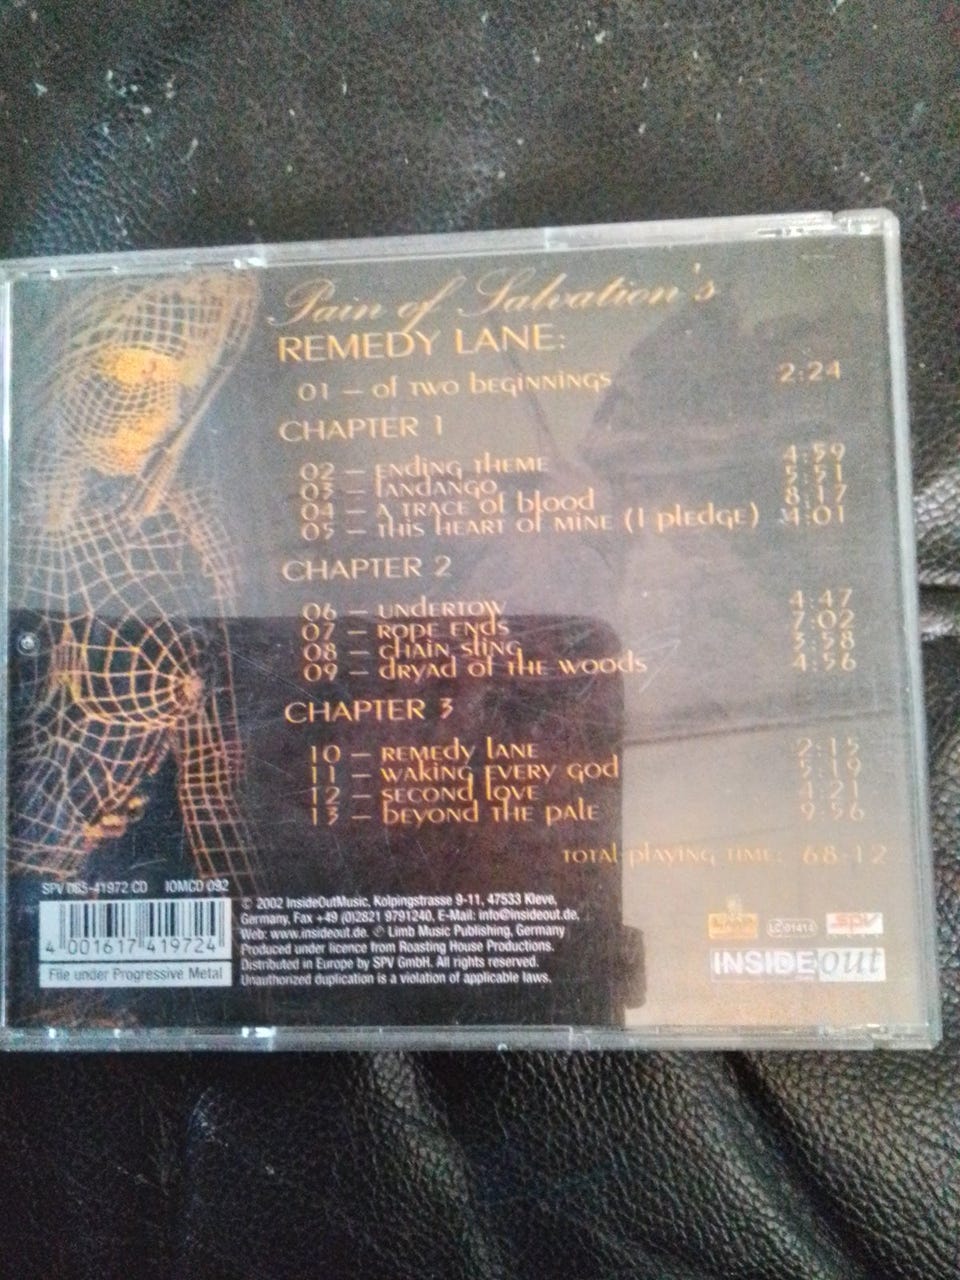 Pain of Salvation's
REMEDY LANE:
01 – of two beginnings 2:24
CHAPTER 1
02 – ending theme 4:59
03 – fandango 5:51
04 – a trace of blood 8:17
05 – this heart of mine (I pledge) 4:01
CHAPTER 2
06 – undertow 4:47
07 – rope ends 7:02
08 – chain sling 3:58
09 – dryad of the woods 4:56
CHAPTER 3
10 – remedy lane 2:15
11 – waking every god 5:19
12 – second love 4:21
13 – beyond the pale 9:56
total playing time: 68:12
SPV 085-41972 CD IOMCD 092
4 001617 419724
File under Progressive Metal
© 2002 InsideOutMusic, Kolpingstrasse 9-11, 47533 Kleve,
Germany, Fax +49 (0)2821 9791240, E-Mail: info@insideout.de,
Web: www.insideout.de. ℗ Limb Music Publishing, Germany
Produced under licence from Roasting House Productions.
Distributed in Europe by SPV GmbH. All rights reserved.
Unauthorized duplication is a violation of applicable laws.
LC 01414 SPV
INSIDEout